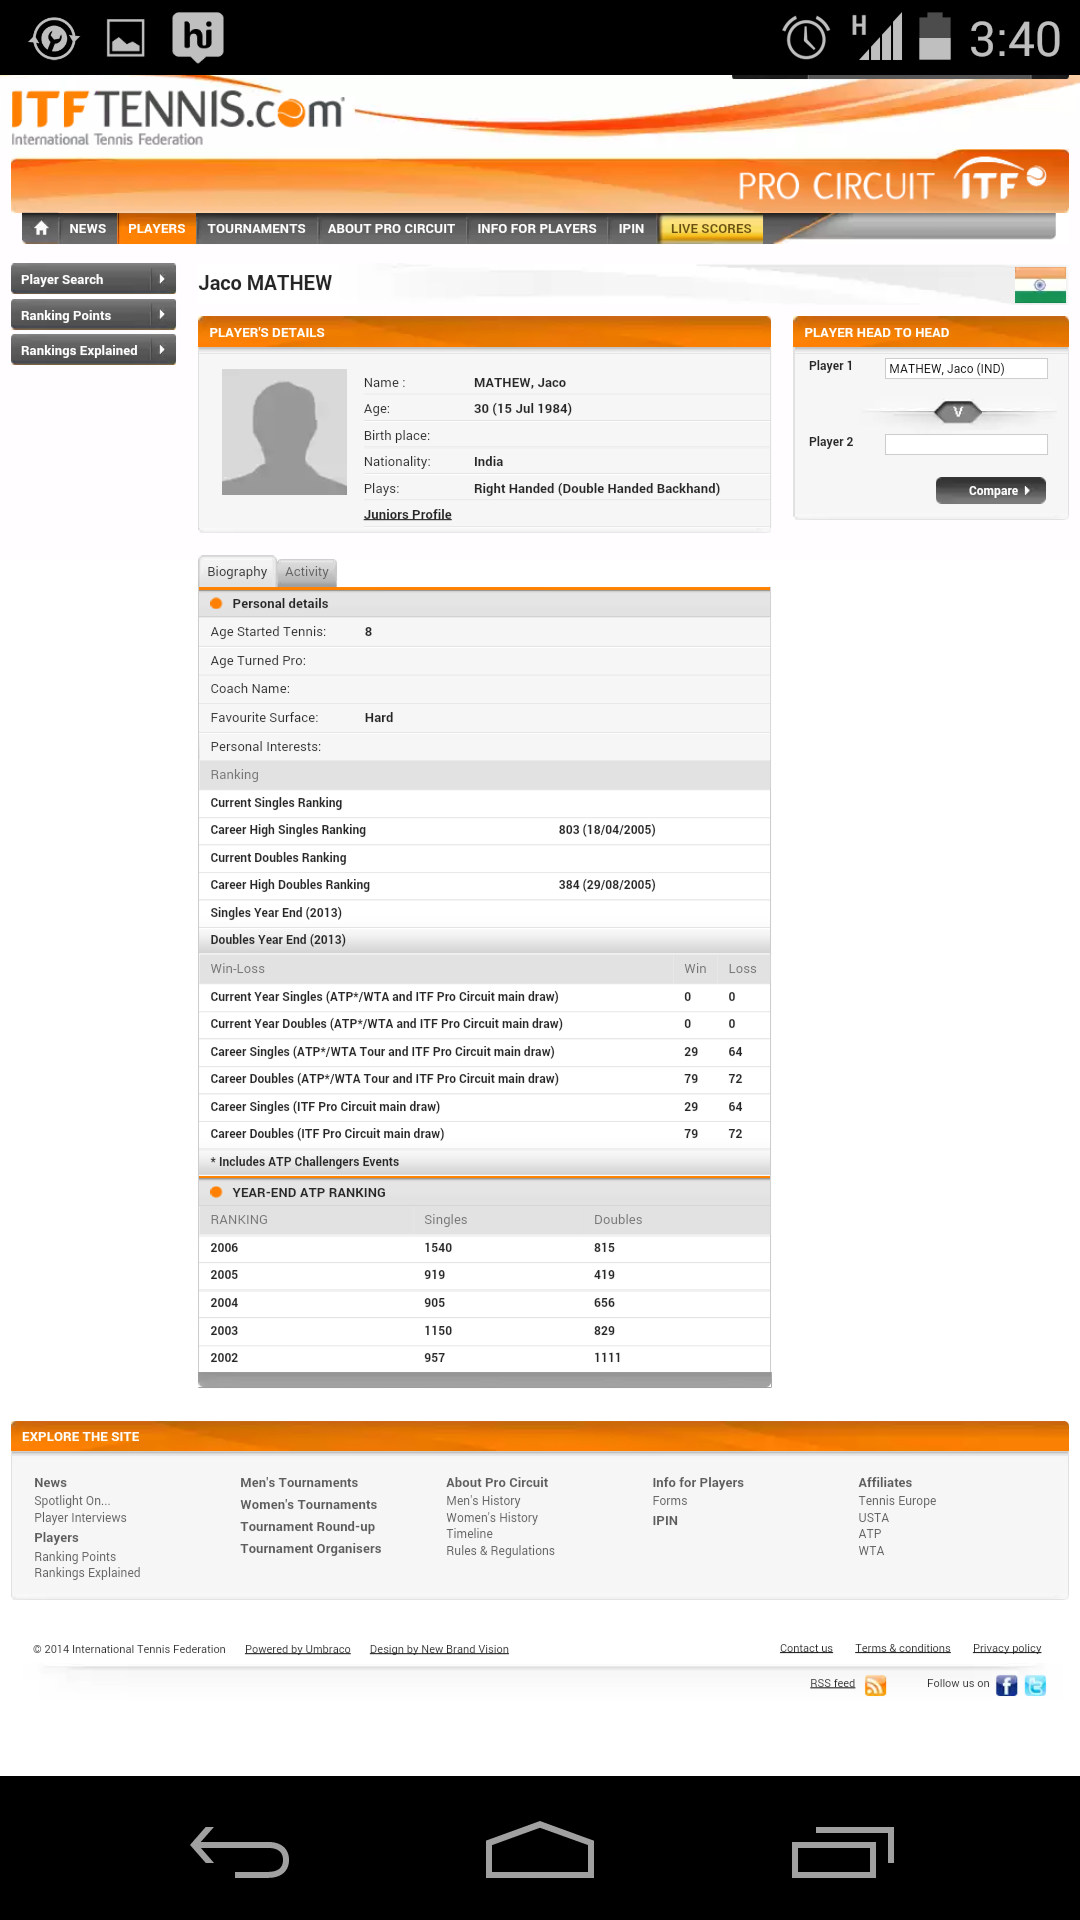 hi H 3:40
ITFTENNIS.com
International Tennis Federation
PRO CIRCUIT ITF
NEWS PLAYERS TOURNAMENTS ABOUT PRO CIRCUIT INFO FOR PLAYERS IPIN LIVE SCORES
Player Search
Ranking Points
Rankings Explained
Jaco MATHEW
PLAYER'S DETAILS
Name : MATHEW, Jaco
Age: 30 (15 Jul 1984)
Birth place:
Nationality: India
Plays: Right Handed (Double Handed Backhand)
Juniors Profile
PLAYER HEAD TO HEAD
Player 1 MATHEW, Jaco (IND)
V
Player 2
Compare
Biography Activity
Personal details
Age Started Tennis: 8
Age Turned Pro:
Coach Name:
Favourite Surface: Hard
Personal Interests:
Ranking
Current Singles Ranking
Career High Singles Ranking 803 (18/04/2005)
Current Doubles Ranking
Career High Doubles Ranking 384 (29/08/2005)
Singles Year End (2013)
Doubles Year End (2013)
Win-Loss Win Loss
Current Year Singles (ATP*/WTA and ITF Pro Circuit main draw) 0 0
Current Year Doubles (ATP*/WTA and ITF Pro Circuit main draw) 0 0
Career Singles (ATP*/WTA Tour and ITF Pro Circuit main draw) 29 64
Career Doubles (ATP*/WTA Tour and ITF Pro Circuit main draw) 79 72
Career Singles (ITF Pro Circuit main draw) 29 64
Career Doubles (ITF Pro Circuit main draw) 79 72
* Includes ATP Challengers Events
YEAR-END ATP RANKING
RANKING Singles Doubles
2006 1540 815
2005 919 419
2004 905 656
2003 1150 829
2002 957 1111
EXPLORE THE SITE
News
Spotlight On...
Player Interviews
Players
Ranking Points
Rankings Explained
Men's Tournaments
Women's Tournaments
Tournament Round-up
Tournament Organisers
About Pro Circuit
Men's History
Women's History
Timeline
Rules & Regulations
Info for Players
Forms
IPIN
Affiliates
Tennis Europe
USTA
ATP
WTA
© 2014 International Tennis Federation Powered by Umbraco Design by New Brand Vision Contact us Terms & conditions Privacy policy
RSS feed Follow us on